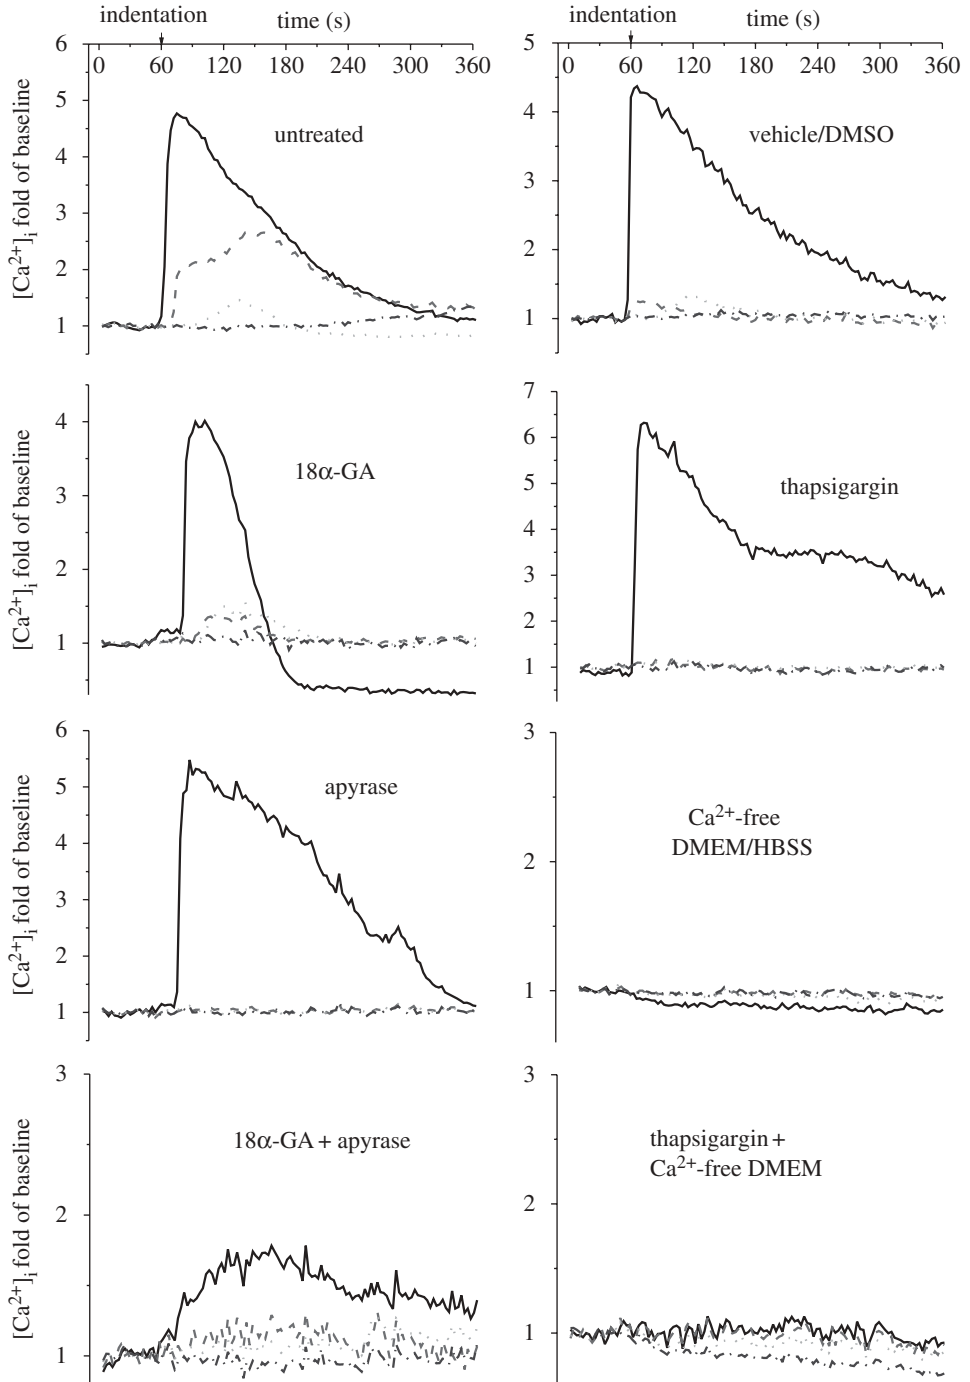 indentation time (s)
6
0 60 120 180 240 300 360
5
4
3
2
1
untreated
[Ca²⁺]ᵢ fold of baseline
indentation time (s)
5
0 60 120 180 240 300 360
4
3
2
1
vehicle/DMSO
4
3
2
1
18α-GA
[Ca²⁺]ᵢ fold of baseline
7
6
5
4
3
2
1
thapsigargin
6
5
4
3
2
1
apyrase
[Ca²⁺]ᵢ fold of baseline
3
2
1
Ca²⁺-free
DMEM/HBSS
3
2
1
18α-GA + apyrase
[Ca²⁺]ᵢ fold of baseline
3
2
1
thapsigargin +
Ca²⁺-free DMEM